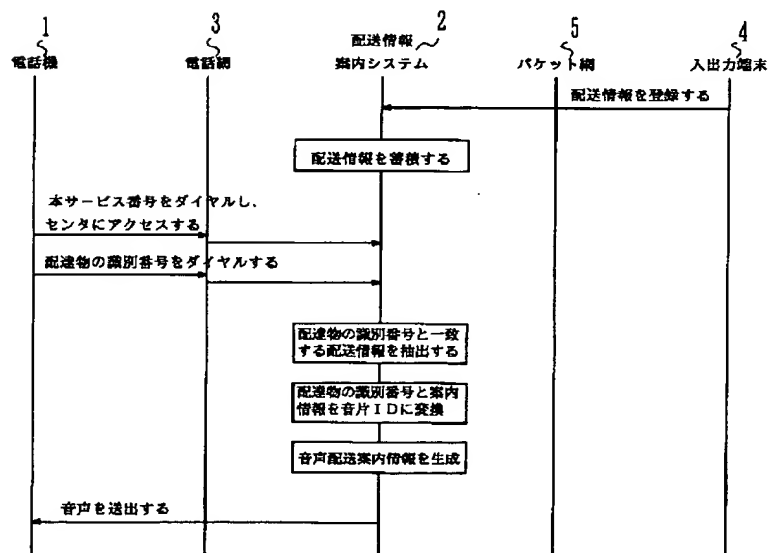 1
3
配送情報
2
5
4
電話機
電話網
案内システム
パケット網
入出力端末
配送情報を登録する
配送情報を蓄積する
本サービス番号をダイヤルし、
センタにアクセスする
配達物の識別番号をダイヤルする
配達物の識別番号と一致
する配送情報を抽出する
配達物の識別番号と案内
情報を音片IDに変換
音声配送案内情報を生成
音声を送出する